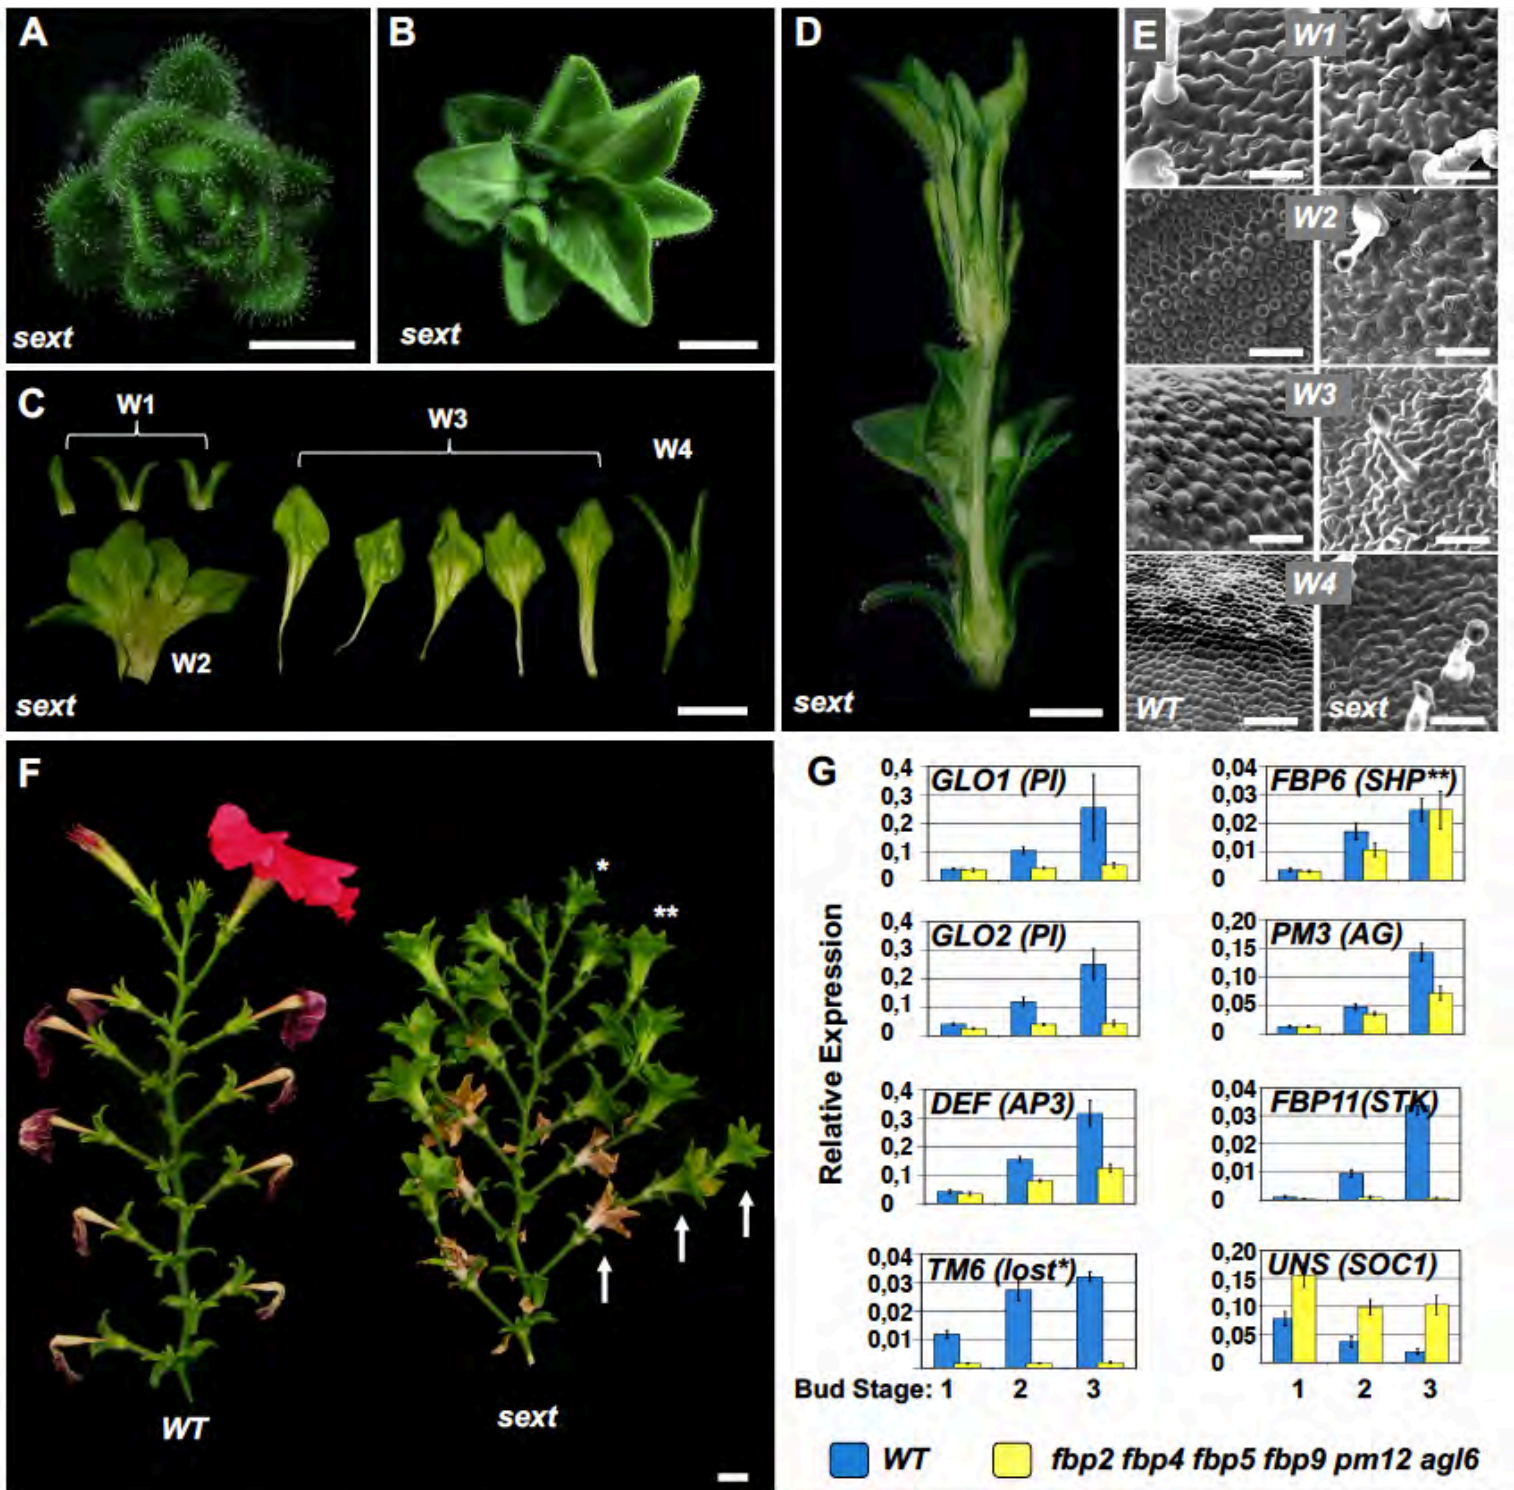 A
sext
B
sext
C
W1
W3
W4
W2
sext
D
sext
E
W1
W2
W3
W4
WT
sext
F
*
**
WT
sext
G
Relative Expression
GLO1 (PI)
0,4
0,3
0,2
0,1
0
FBP6 (SHP**)
0,04
0,03
0,02
0,01
0
GLO2 (PI)
0,4
0,3
0,2
0,1
0
PM3 (AG)
0,20
0,15
0,10
0,05
0
DEF (AP3)
0,4
0,3
0,2
0,1
0
FBP11(STK)
0,04
0,03
0,02
0,01
0
TM6 (lost*)
0,04
0,03
0,02
0,01
UNS (SOC1)
0,20
0,15
0,10
0,05
0
Bud Stage: 1 2 3
1 2 3
WT
fbp2 fbp4 fbp5 fbp9 pm12 agl6